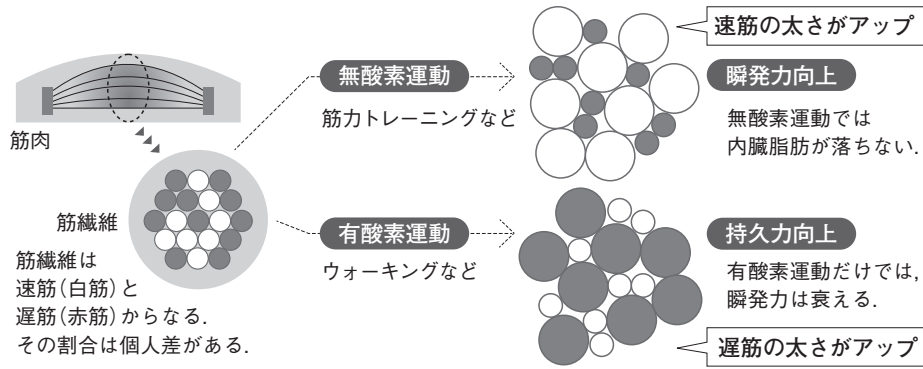 筋肉
筋繊維
筋繊維は
速筋(白筋)と
遅筋(赤筋)からなる.
その割合は個人差がある.
無酸素運動
筋力トレーニングなど
速筋の太さがアップ
瞬発力向上
無酸素運動では
内臓脂肪が落ちない.
有酸素運動
ウォーキングなど
持久力向上
有酸素運動だけでは,
瞬発力は衰える.
遅筋の太さがアップ